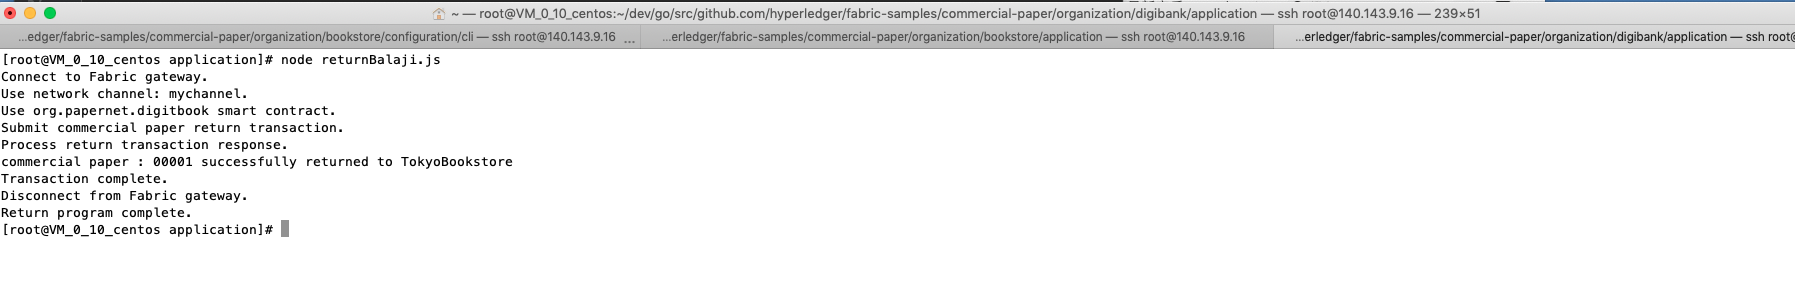 ~ — root@VM_0_10_centos:~/dev/go/src/github.com/hyperledger/fabric-samples/commercial-paper/organization/digibank/application — ssh root@140.143.9.16 — 239×51
...edger/fabric-samples/commercial-paper/organization/bookstore/configuration/cli — ssh root@140.143.9.16 ...
...erledger/fabric-samples/commercial-paper/organization/bookstore/application — ssh root@140.143.9.16
...erledger/fabric-samples/commercial-paper/organization/digibank/application — ssh root@
[root@VM_0_10_centos application]# node returnBalaji.js
Connect to Fabric gateway.
Use network channel: mychannel.
Use org.papernet.digitbook smart contract.
Submit commercial paper return transaction.
Process return transaction response.
commercial paper : 00001 successfully returned to TokyoBookstore
Transaction complete.
Disconnect from Fabric gateway.
Return program complete.
[root@VM_0_10_centos application]#